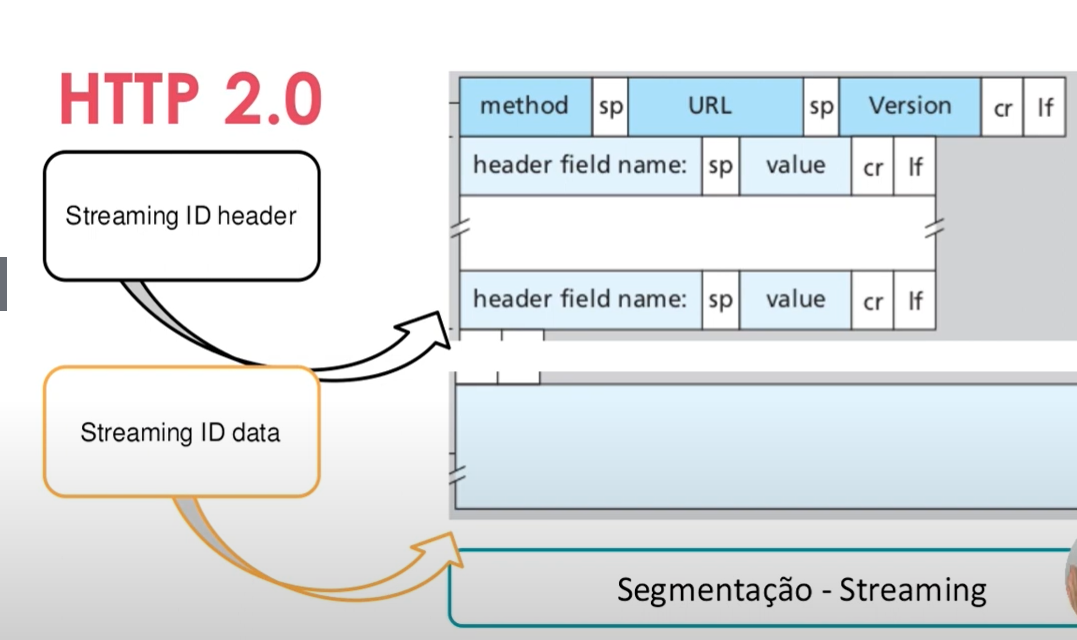 HTTP 2.0
method sp URL sp Version cr lf
header field name: sp value cr lf
Streaming ID header
header field name: sp value cr lf
Streaming ID data
Segmentação - Streaming